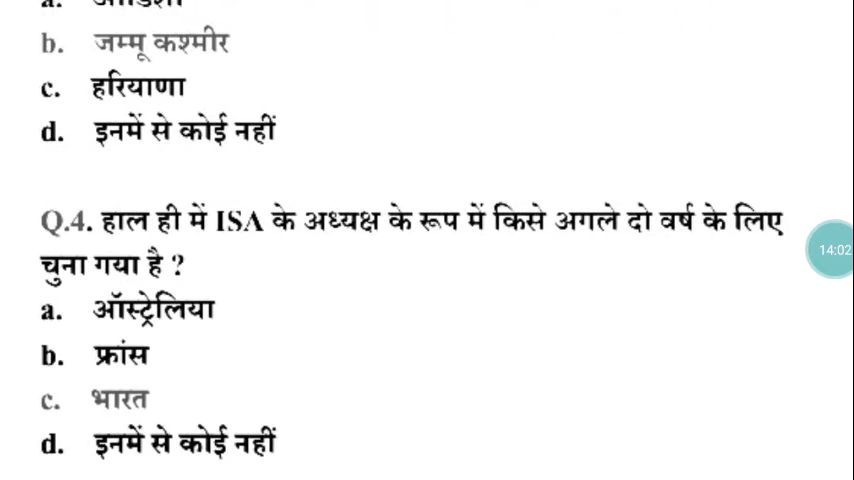 b. जम्मू कश्मीर
c. हरियाणा
d. इनमें से कोई नहीं
Q.4. हाल ही में ISA के अध्यक्ष के रूप में किसे अगले दो वर्ष के लिए
चुना गया है ?
14:02
a. ऑस्ट्रेलिया
b. फ्रांस
c. भारत
d. इनमें से कोई नहीं